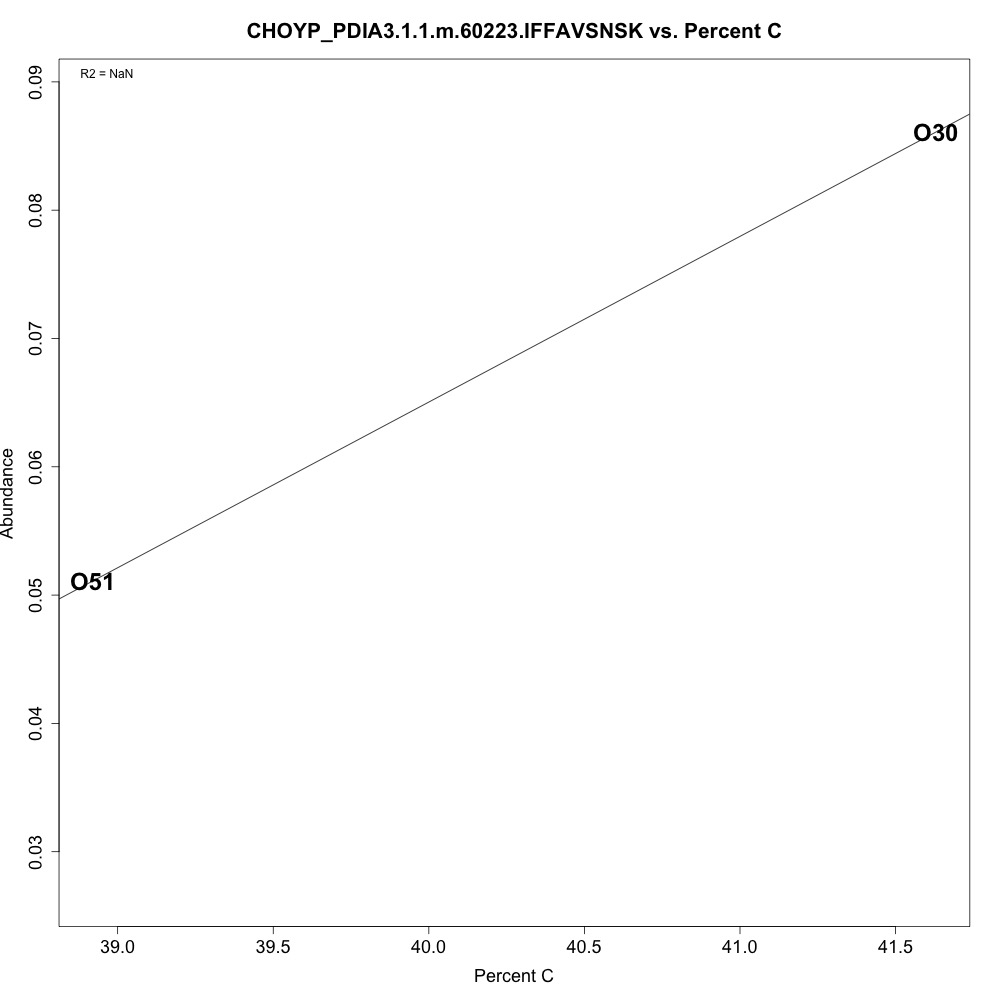 CHOYP_PDIA3.1.1.m.60223.IFFAVSNSK vs. Percent C
R2 = NaN
0.09
0.08
0.07
0.06
0.05
0.04
0.03
Abundance
O30
O51
39.0 39.5 40.0 40.5 41.0 41.5
Percent C